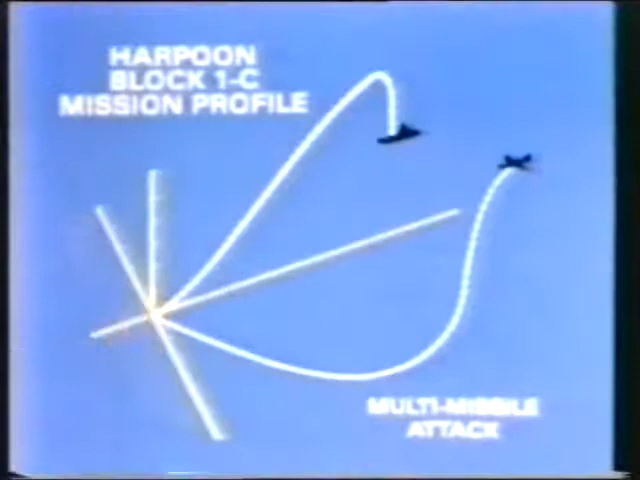 HARPOON
BLOCK 1-C
MISSION PROFILE
MULTI-MISSILE
ATTACK